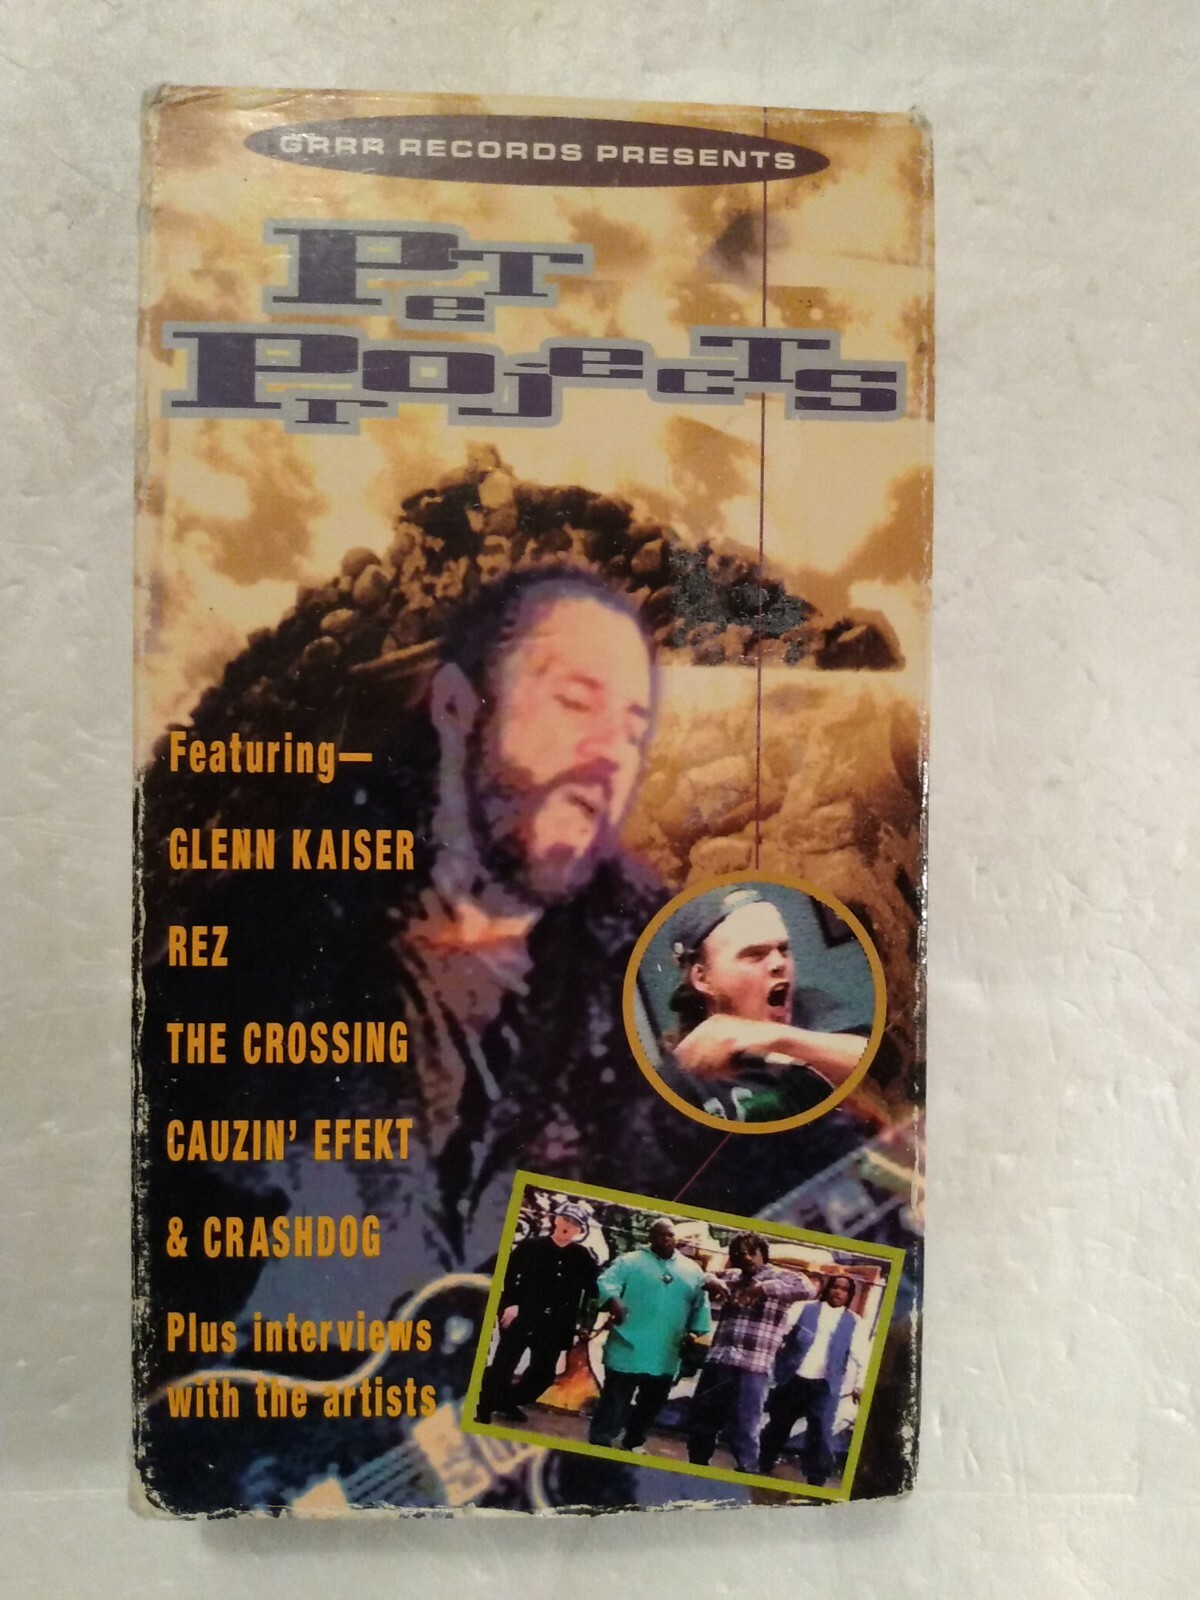 GRRR RECORDS PRESENTS
PeT
ProjecTs
Featuring—
GLENN KAISER
REZ
THE CROSSING
CAUZIN' EFEKT
& CRASHDOG
Plus interviews
with the artists